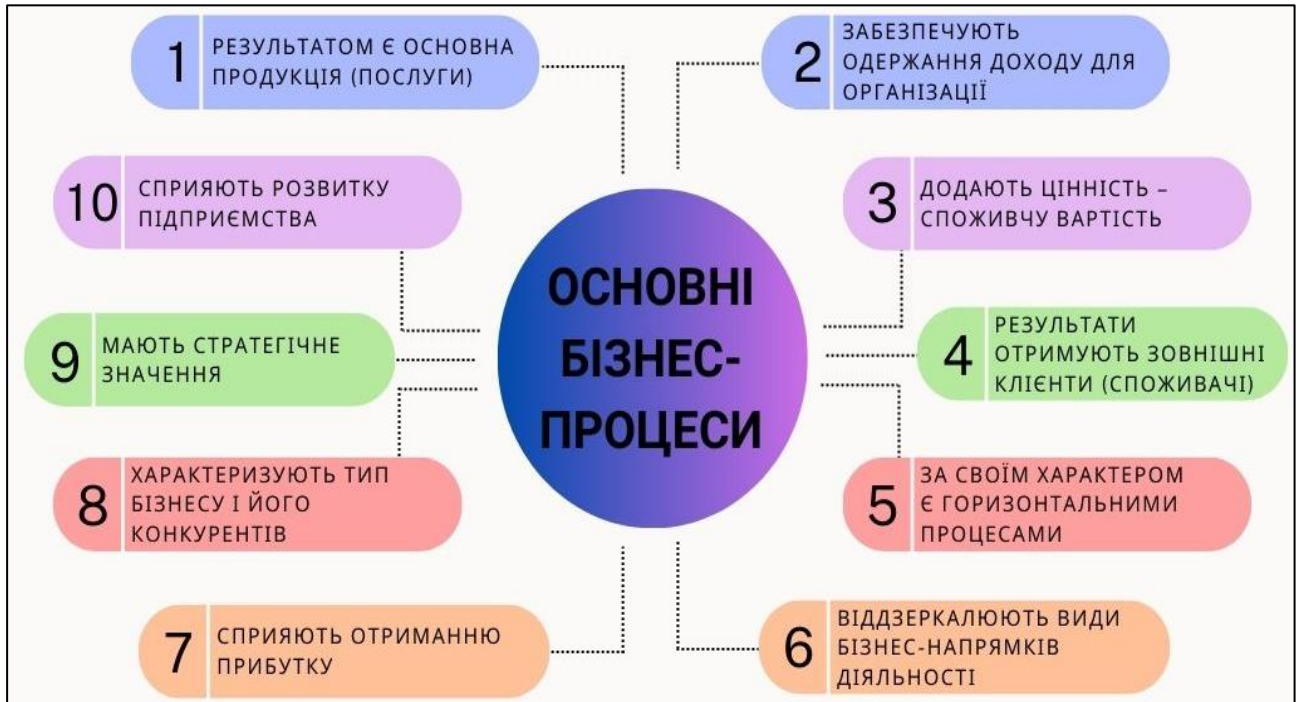 1
РЕЗУЛЬТАТОМ Є ОСНОВНА
ПРОДУКЦІЯ (ПОСЛУГИ)
2
ЗАБЕЗПЕЧУЮТЬ
ОДЕРЖАННЯ ДОХОДУ ДЛЯ
ОРГАНІЗАЦІЇ
10
СПРИЯЮТЬ РОЗВИТКУ
ПІДПРИЄМСТВА
3
ДОДАЮТЬ ЦІННІСТЬ –
СПОЖИВЧУ ВАРТІСТЬ
ОСНОВНІ
БІЗНЕС-
ПРОЦЕСИ
9
МАЮТЬ СТРАТЕГІЧНЕ
ЗНАЧЕННЯ
4
РЕЗУЛЬТАТИ
ОТРИМУЮТЬ ЗОВНІШНІ
КЛІЄНТИ (СПОЖИВАЧІ)
8
ХАРАКТЕРИЗУЮТЬ ТИП
БІЗНЕСУ І ЙОГО
КОНКУРЕНТІВ
5
ЗА СВОЇМ ХАРАКТЕРОМ
Є ГОРИЗОНТАЛЬНИМИ
ПРОЦЕСАМИ
7
СПРИЯЮТЬ ОТРИМАННЮ
ПРИБУТКУ
6
ВІДДЗЕРКАЛЮЮТЬ ВИДИ
БІЗНЕС-НАПРЯМКІВ
ДІЯЛЬНОСТІ